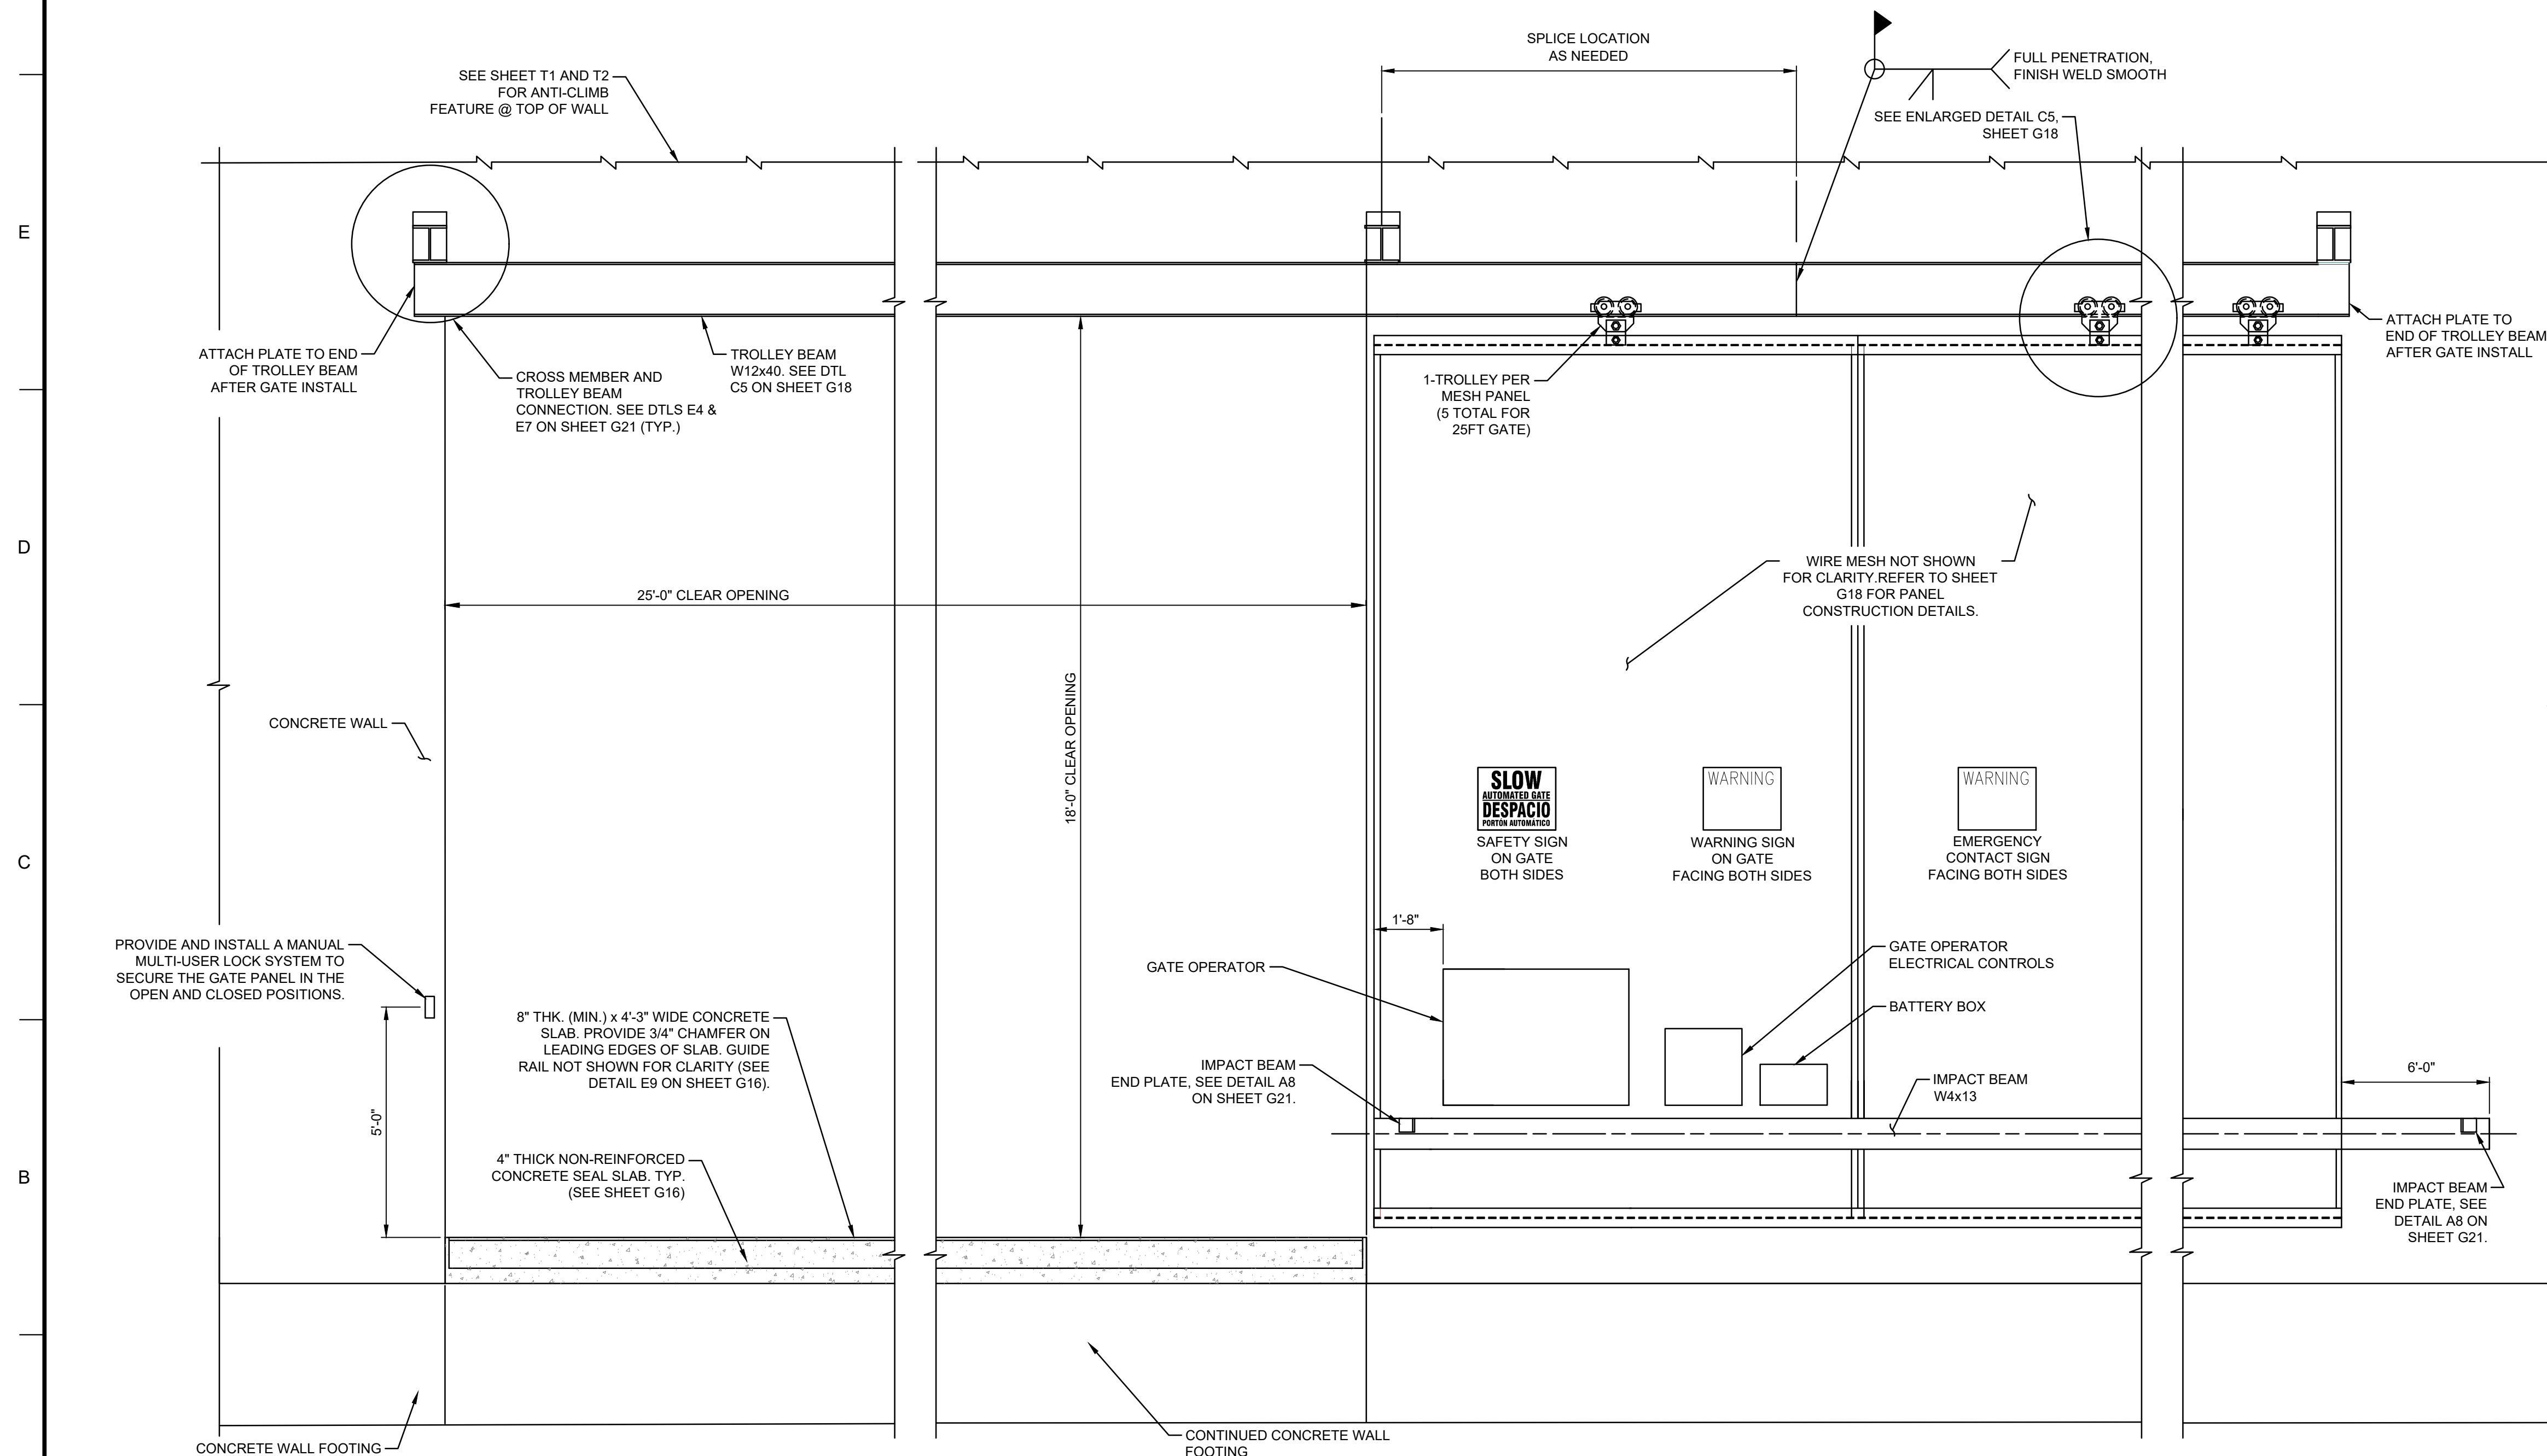 SPLICE LOCATION
AS NEEDED
FULL PENETRATION,
FINISH WELD SMOOTH
SEE SHEET T1 AND T2
FOR ANTI-CLIMB
FEATURE @ TOP OF WALL
SEE ENLARGED DETAIL C5,
SHEET G18
E
ATTACH PLATE TO END
OF TROLLEY BEAM
AFTER GATE INSTALL
CROSS MEMBER AND
TROLLEY BEAM
CONNECTION. SEE DTLS E4 &
E7 ON SHEET G21 (TYP.)
TROLLEY BEAM
W12x40. SEE DTL
C5 ON SHEET G18
1-TROLLEY PER
MESH PANEL
(5 TOTAL FOR
25FT GATE)
ATTACH PLATE TO
END OF TROLLEY BEAM
AFTER GATE INSTALL
D
WIRE MESH NOT SHOWN
FOR CLARITY.REFER TO SHEET
G18 FOR PANEL
CONSTRUCTION DETAILS.
25'-0" CLEAR OPENING
18'-0" CLEAR OPENING
CONCRETE WALL
SLOW
AUTOMATED GATE
DESPACIO
PORTÓN AUTOMÁTICO
SAFETY SIGN
ON GATE
BOTH SIDES
WARNING
WARNING SIGN
ON GATE
FACING BOTH SIDES
WARNING
EMERGENCY
CONTACT SIGN
FACING BOTH SIDES
C
PROVIDE AND INSTALL A MANUAL
MULTI-USER LOCK SYSTEM TO
SECURE THE GATE PANEL IN THE
OPEN AND CLOSED POSITIONS.
1'-8"
GATE OPERATOR
GATE OPERATOR
ELECTRICAL CONTROLS
BATTERY BOX
8" THK. (MIN.) x 4'-3" WIDE CONCRETE
SLAB. PROVIDE 3/4" CHAMFER ON
LEADING EDGES OF SLAB. GUIDE
RAIL NOT SHOWN FOR CLARITY (SEE
DETAIL E9 ON SHEET G16).
IMPACT BEAM
END PLATE, SEE DETAIL A8
ON SHEET G21.
IMPACT BEAM
W4x13
6'-0"
5'-0"
4" THICK NON-REINFORCED
CONCRETE SEAL SLAB. TYP.
(SEE SHEET G16)
B
IMPACT BEAM
END PLATE, SEE
DETAIL A8 ON
SHEET G21.
CONCRETE WALL FOOTING
CONTINUED CONCRETE WALL
FOOTING